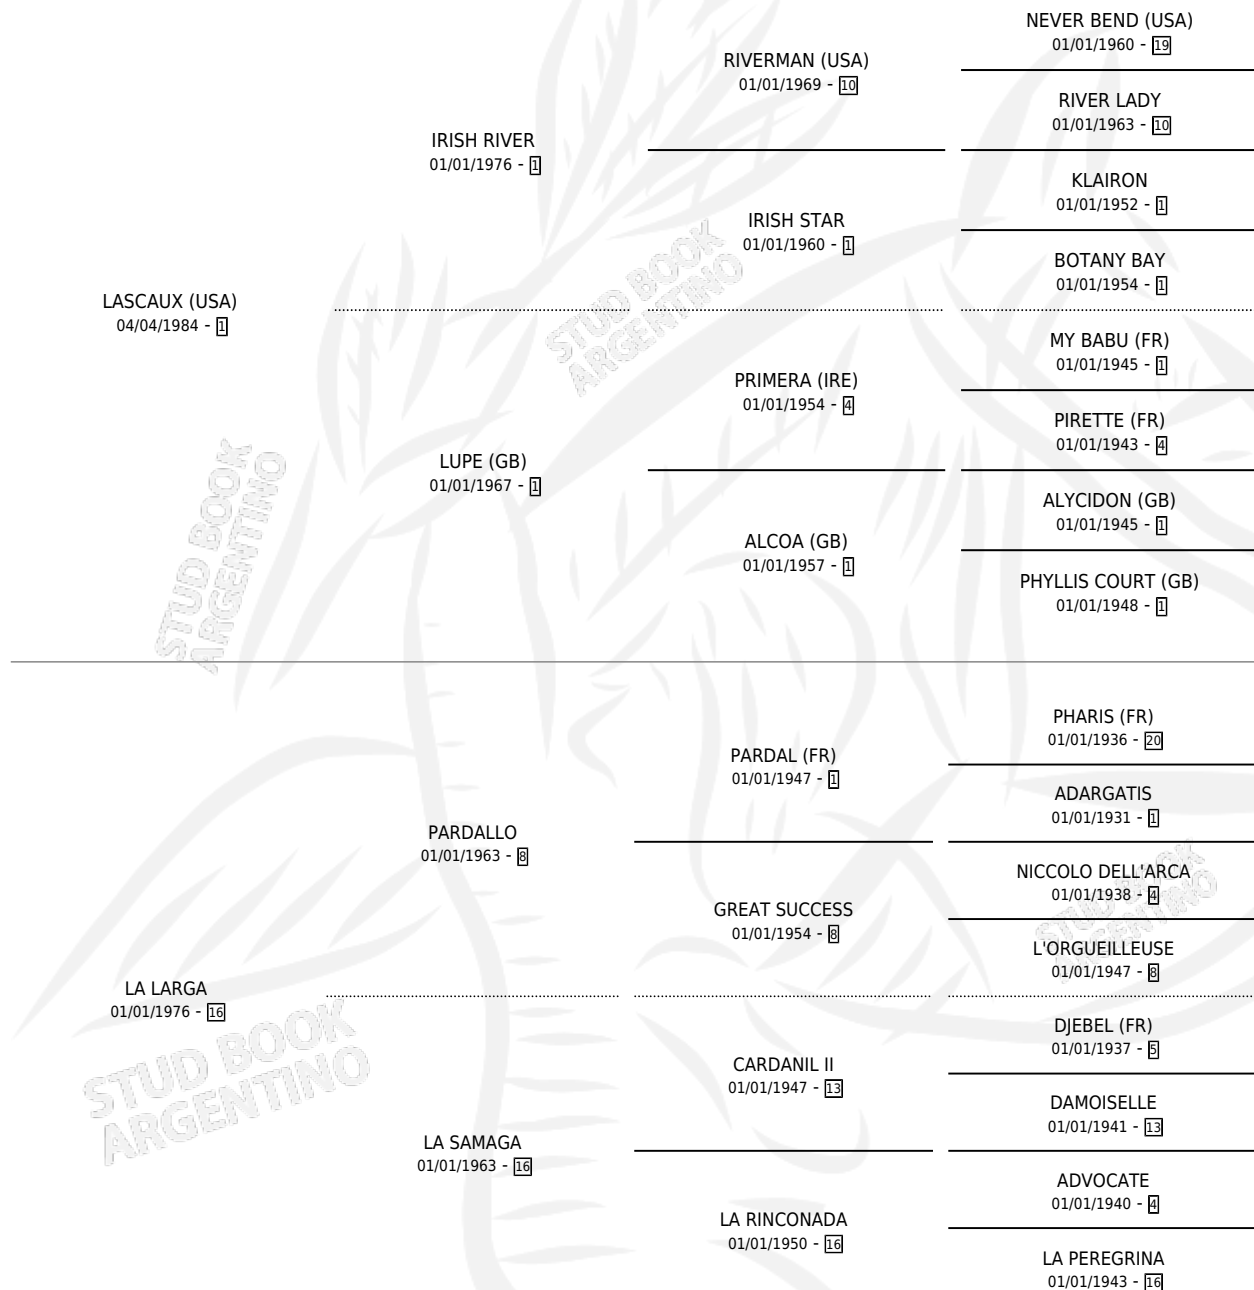 NEVER BEND (USA)
01/01/1960 - 19
RIVERMAN (USA)
01/01/1969 - 10
RIVER LADY
01/01/1963 - 10
IRISH RIVER
01/01/1976 - 1
KLAIRON
01/01/1952 - 1
IRISH STAR
01/01/1960 - 1
BOTANY BAY
01/01/1954 - 1
LASCAUX (USA)
04/04/1984 - 1
MY BABU (FR)
01/01/1945 - 1
PRIMERA (IRE)
01/01/1954 - 4
PIRETTE (FR)
01/01/1943 - 4
LUPE (GB)
01/01/1967 - 1
ALYCIDON (GB)
01/01/1945 - 1
ALCOA (GB)
01/01/1957 - 1
PHYLLIS COURT (GB)
01/01/1948 - 1
PHARIS (FR)
01/01/1936 - 20
PARDAL (FR)
01/01/1947 - 1
ADARGATIS
01/01/1931 - 1
PARDALLO
01/01/1963 - 8
NICCOLO DELL'ARCA
01/01/1938 - 4
GREAT SUCCESS
01/01/1954 - 8
L'ORGUEILLEUSE
01/01/1947 - 8
LA LARGA
01/01/1976 - 16
DJEBEL (FR)
01/01/1937 - 5
CARDANIL II
01/01/1947 - 13
DAMOISELLE
01/01/1941 - 13
LA SAMAGA
01/01/1963 - 16
ADVOCATE
01/01/1940 - 4
LA RINCONADA
01/01/1950 - 16
LA PEREGRINA
01/01/1943 - 16
STUD BOOK
ARGENTINO
STUD BOOK
ARGENTINO
STUD BOOK
ARGENTINO
STUD BOOK
ARGENTINO